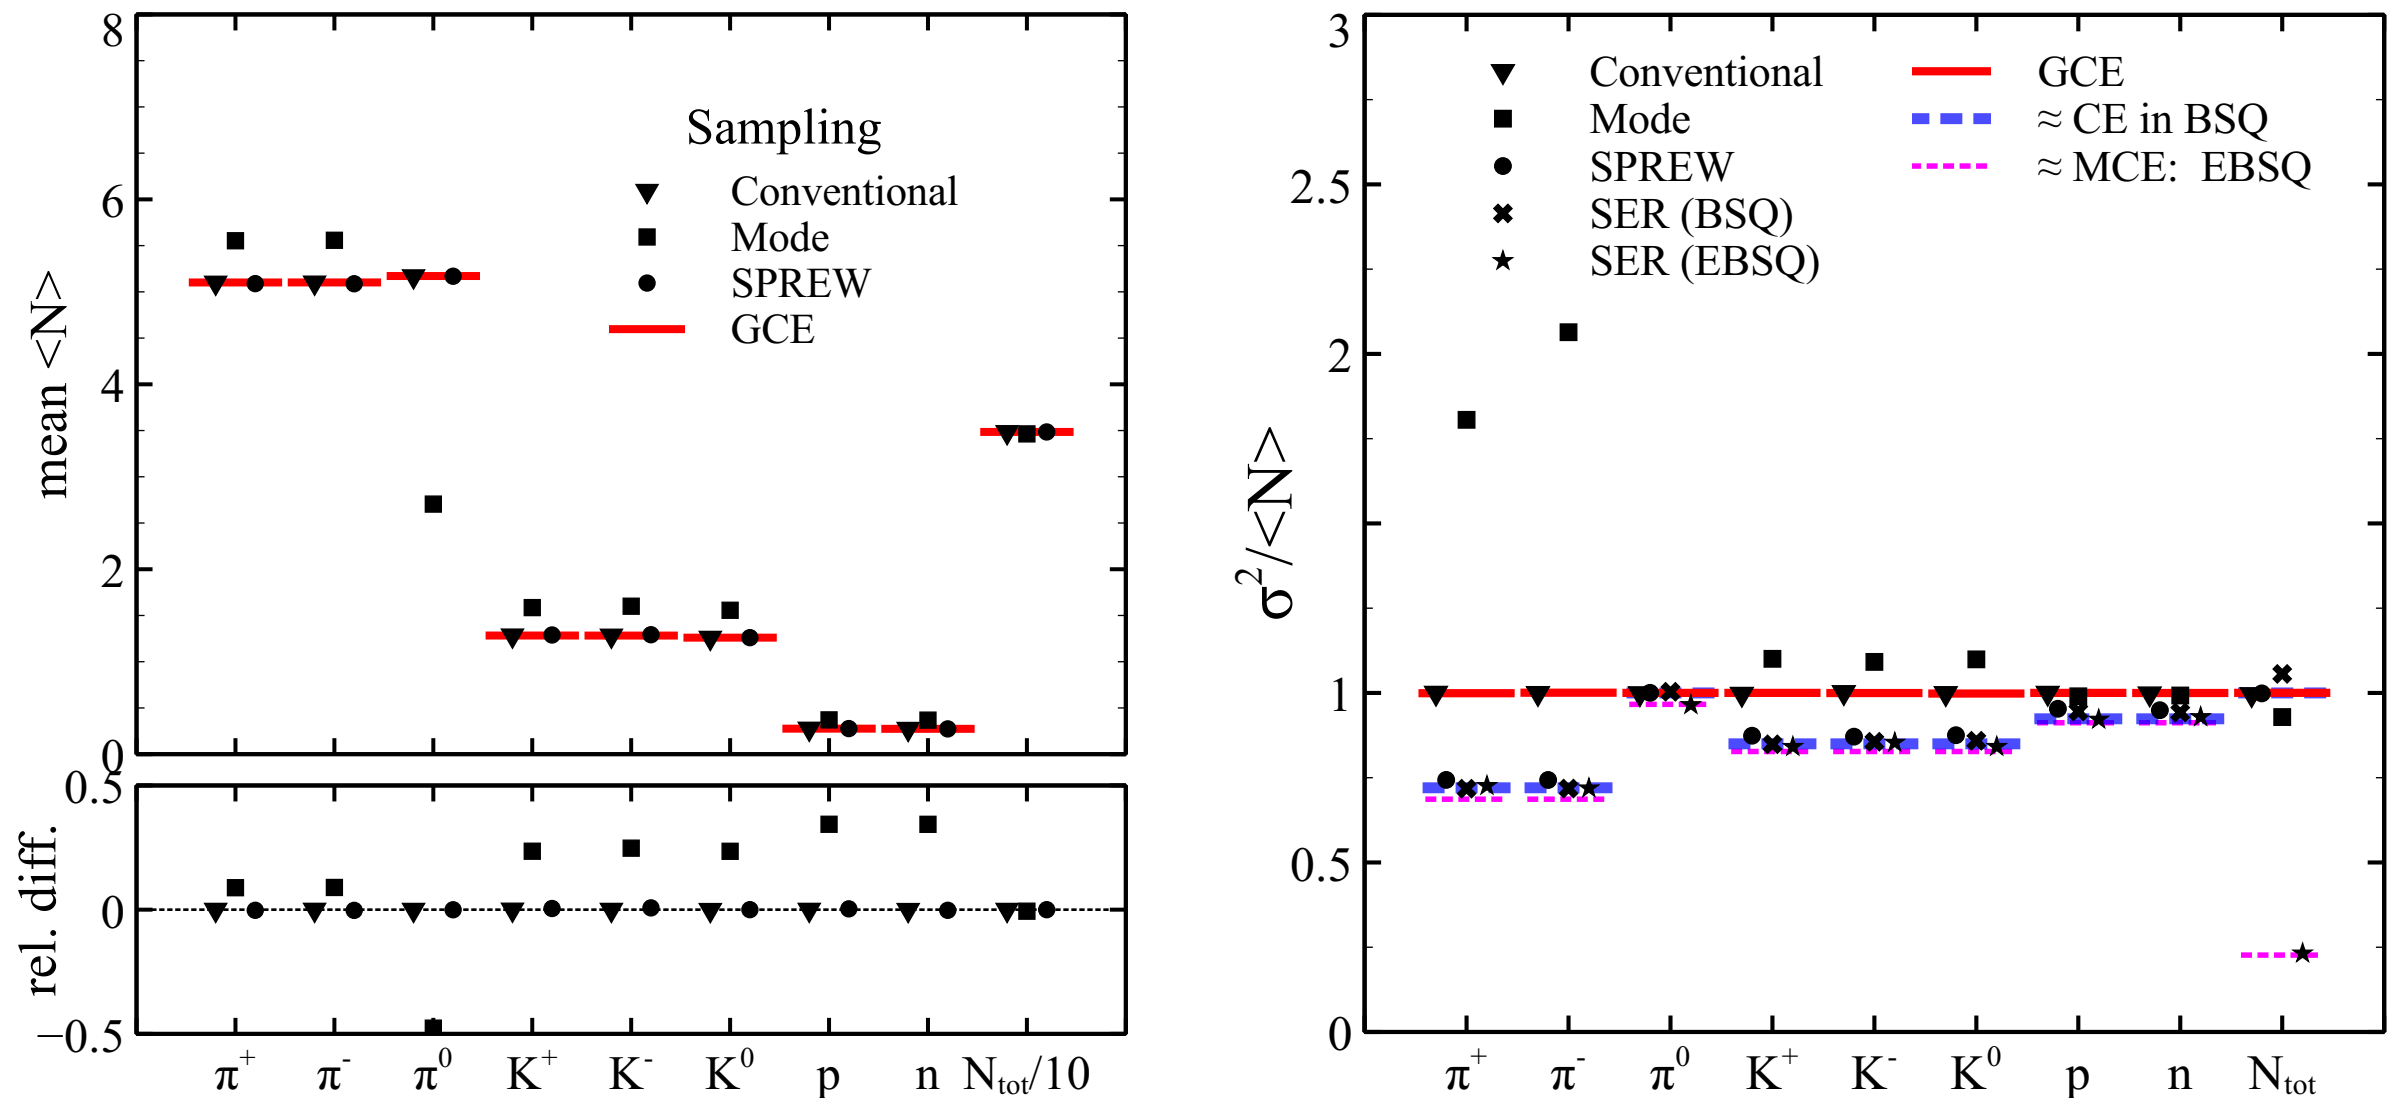 8
6
4
2
0
mean <N>
Sampling
Conventional
Mode
SPREW
GCE
0.5
0
−0.5
rel. diff.
π⁺
π⁻
π⁰
K⁺
K⁻
K⁰
p
n
Nₜₒₜ/10
3
2.5
2
1
0.5
0
σ²/<N>
Conventional
Mode
SPREW
SER (BSQ)
SER (EBSQ)
GCE
≈ CE in BSQ
≈ MCE: EBSQ
π⁺
π⁻
π⁰
K⁺
K⁻
K⁰
p
n
Nₜₒₜ